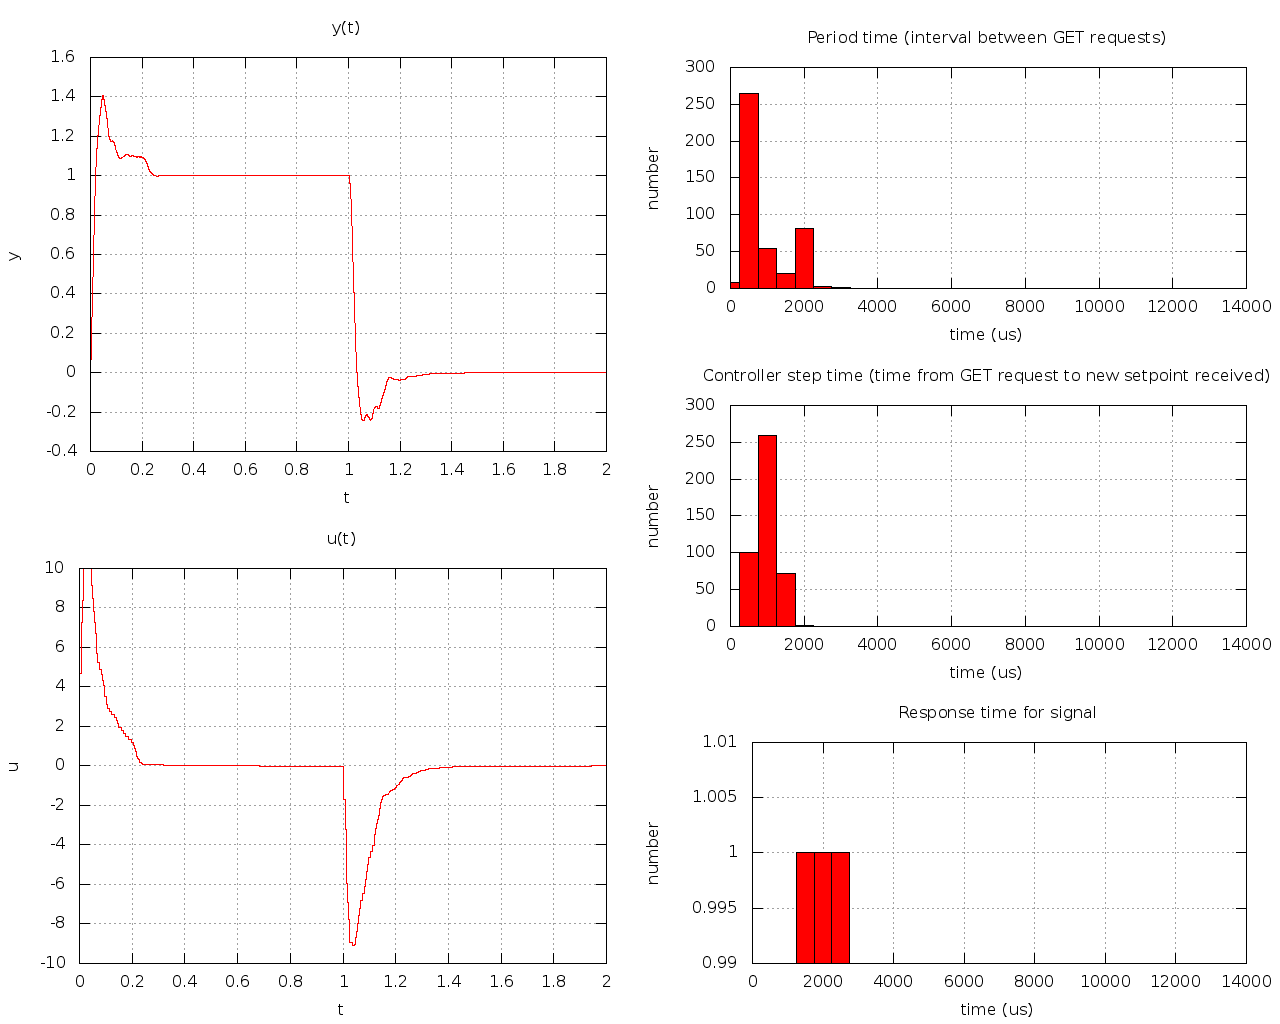 y(t)
1.6
1.4
1.2
1
0.8
0.6
0.4
0.2
0
-0.2
-0.4
y
0 0.2 0.4 0.6 0.8 1 1.2 1.4 1.6 1.8 2
t
u(t)
10
8
6
4
2
0
-2
-4
-6
-8
-10
u
0 0.2 0.4 0.6 0.8 1 1.2 1.4 1.6 1.8 2
t
Period time (interval between GET requests)
300
250
200
150
100
50
0
number
0 2000 4000 6000 8000 10000 12000 14000
time (us)
Controller step time (time from GET request to new setpoint received)
300
250
200
150
100
50
0
number
0 2000 4000 6000 8000 10000 12000 14000
time (us)
Response time for signal
1.01
1.005
1
0.995
0.99
number
0 2000 4000 6000 8000 10000 12000 14000
time (us)